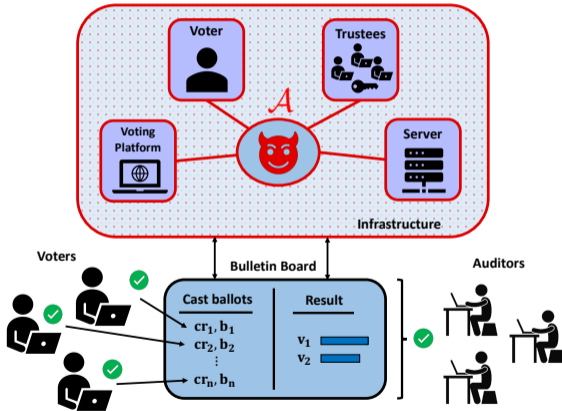 Voter
Trustees
𝒜
Voting
Platform
Server
Infrastructure
Voters
Bulletin Board
Auditors
Cast ballots
Result
cr₁, b₁
cr₂, b₂
⋮
crₙ, bₙ
v₁
v₂